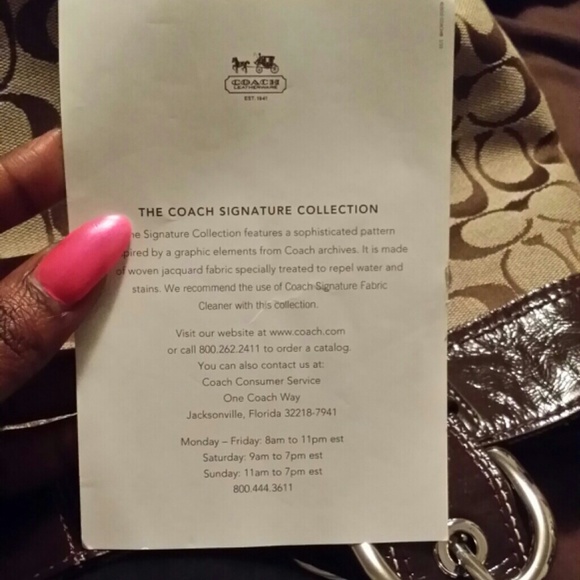 COACH
LEATHERWARE
EST. 1941
THE COACH SIGNATURE COLLECTION
Signature Collection features a sophisticated pattern
by a graphic elements from Coach archives. It is made
of woven jacquard fabric specially treated to repel water and
stains. We recommend the use of Coach Signature Fabric
Cleaner with this collection.
Visit our website at www.coach.com
or call 800.262.2411 to order a catalog.
You can also contact us at:
Coach Consumer Service
One Coach Way
Jacksonville, Florida 32218-7941
Monday – Friday: 8am to 11pm est
Saturday: 9am to 7pm est
Sunday: 11am to 7pm est
800.444.3611